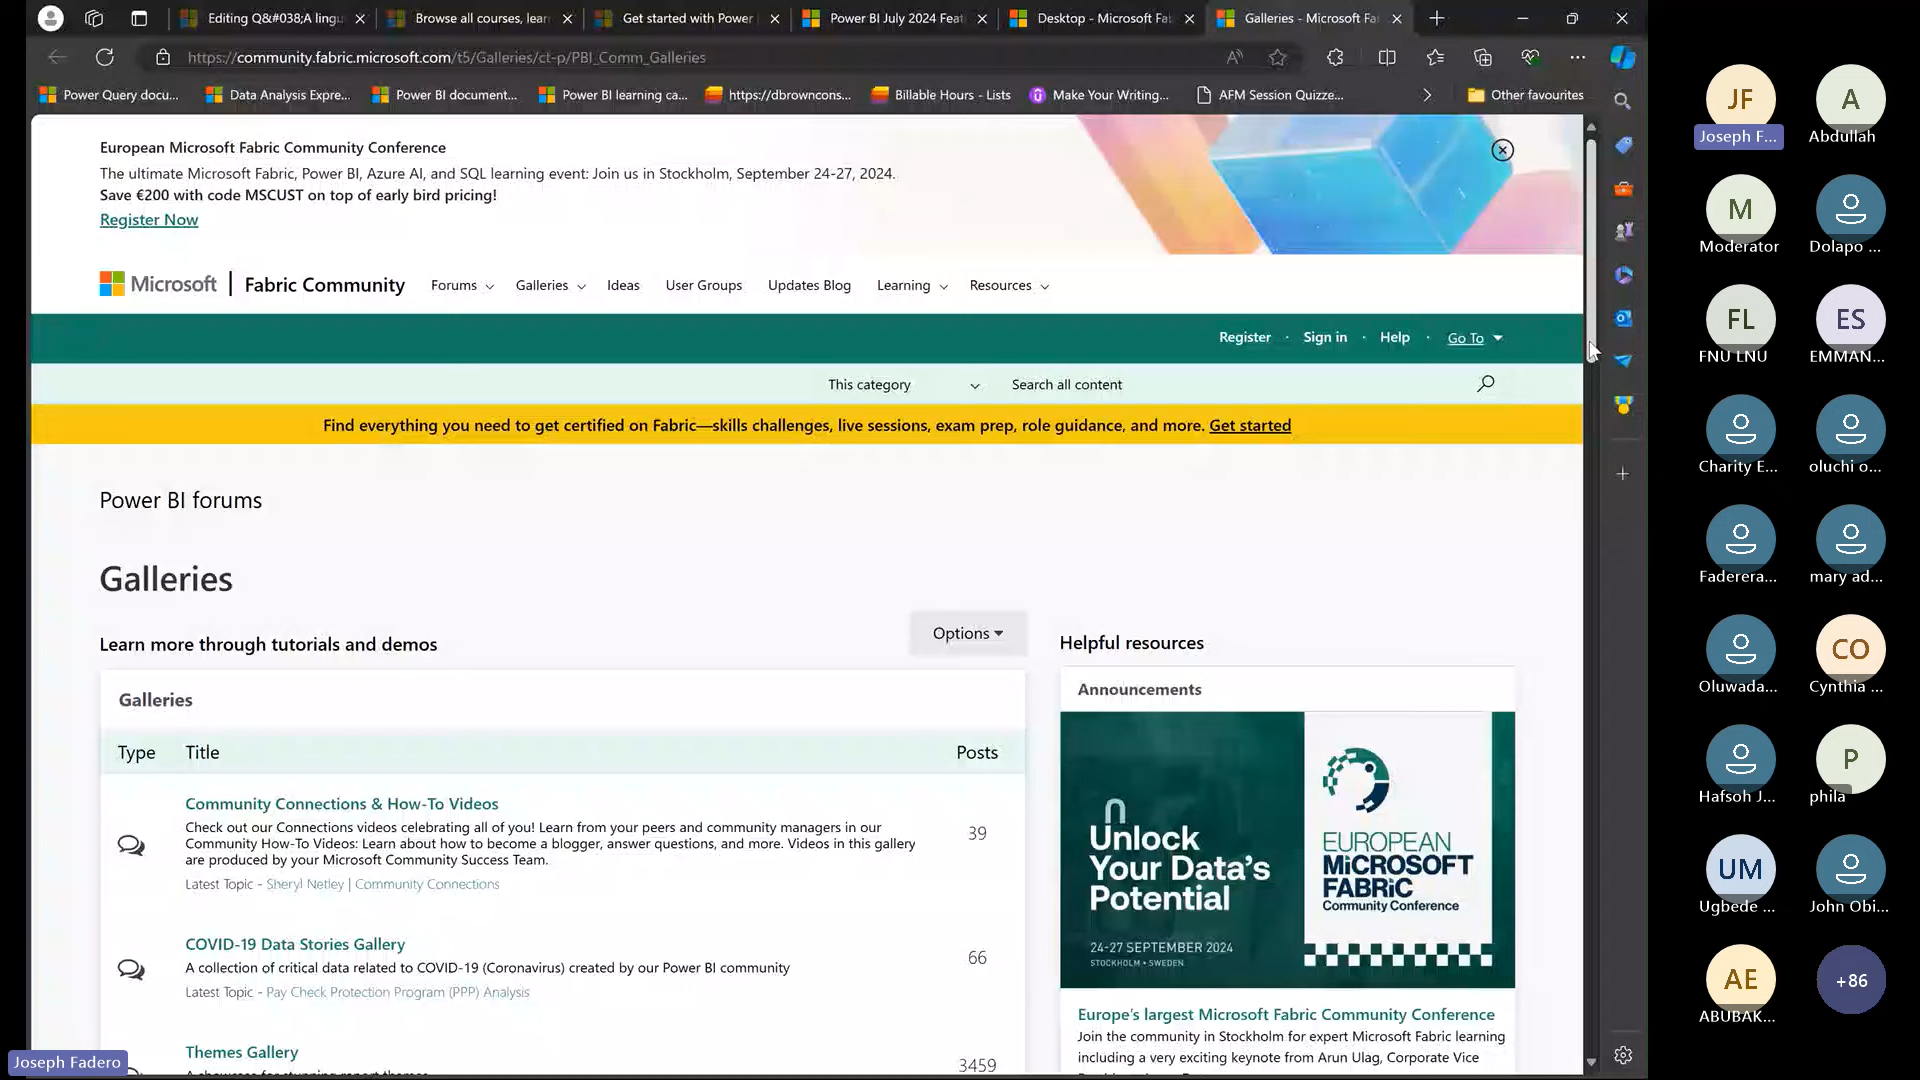 Editing Q&#038;A lingu
Browse all courses, lear
Get started with Power
Power BI July 2024 Feat
Desktop - Microsoft Fa
Galleries - Microsoft Fa
https://community.fabric.microsoft.com/t5/Galleries/ct-p/PBI_Comm_Galleries
Power Query docu...
Data Analysis Expre...
Power BI document...
Power BI learning ca...
https://dbrowncons...
Billable Hours - Lists
Make Your Writing...
AFM Session Quizze...
Other favourites
European Microsoft Fabric Community Conference
The ultimate Microsoft Fabric, Power BI, Azure AI, and SQL learning event: Join us in Stockholm, September 24-27, 2024.
Save €200 with code MSCUST on top of early bird pricing!
Register Now
Microsoft
Fabric Community
Forums
Galleries
Ideas
User Groups
Updates Blog
Learning
Resources
Register · Sign in · Help · Go To
This category
Search all content
Find everything you need to get certified on Fabric—skills challenges, live sessions, exam prep, role guidance, and more. Get started
Power BI forums
Galleries
Learn more through tutorials and demos
Options
Galleries
Type Title Posts
Community Connections & How-To Videos
Check out our Connections videos celebrating all of you! Learn from your peers and community managers in our
Community How-To Videos: Learn about how to become a blogger, answer questions, and more. Videos in this gallery
are produced by your Microsoft Community Success Team.
Latest Topic - Sheryl Netley | Community Connections
39
COVID-19 Data Stories Gallery
A collection of critical data related to COVID-19 (Coronavirus) created by our Power BI community
Latest Topic - Pay Check Protection Program (PPP) Analysis
66
Themes Gallery
3459
Helpful resources
Announcements
Unlock
Your Data's
Potential
24-27 SEPTEMBER 2024
STOCKHOLM • SWEDEN
EUROPEAN
MICROSOFT
FABRIC
Community Conference
Europe's largest Microsoft Fabric Community Conference
Join the community in Stockholm for expert Microsoft Fabric learning
including a very exciting keynote from Arun Ulag, Corporate Vice
JF
Joseph F...
A
Abdullah
M
Moderator
Dolapo ...
FL
FNU LNU
ES
EMMAN...
Charity E...
oluchi o...
Faderera...
mary ad...
Oluwada...
CO
Cynthia ...
Hafsoh J...
P
phila
UM
Ugbede ...
John Obi...
AE
ABUBAK...
+86
Joseph Fadero